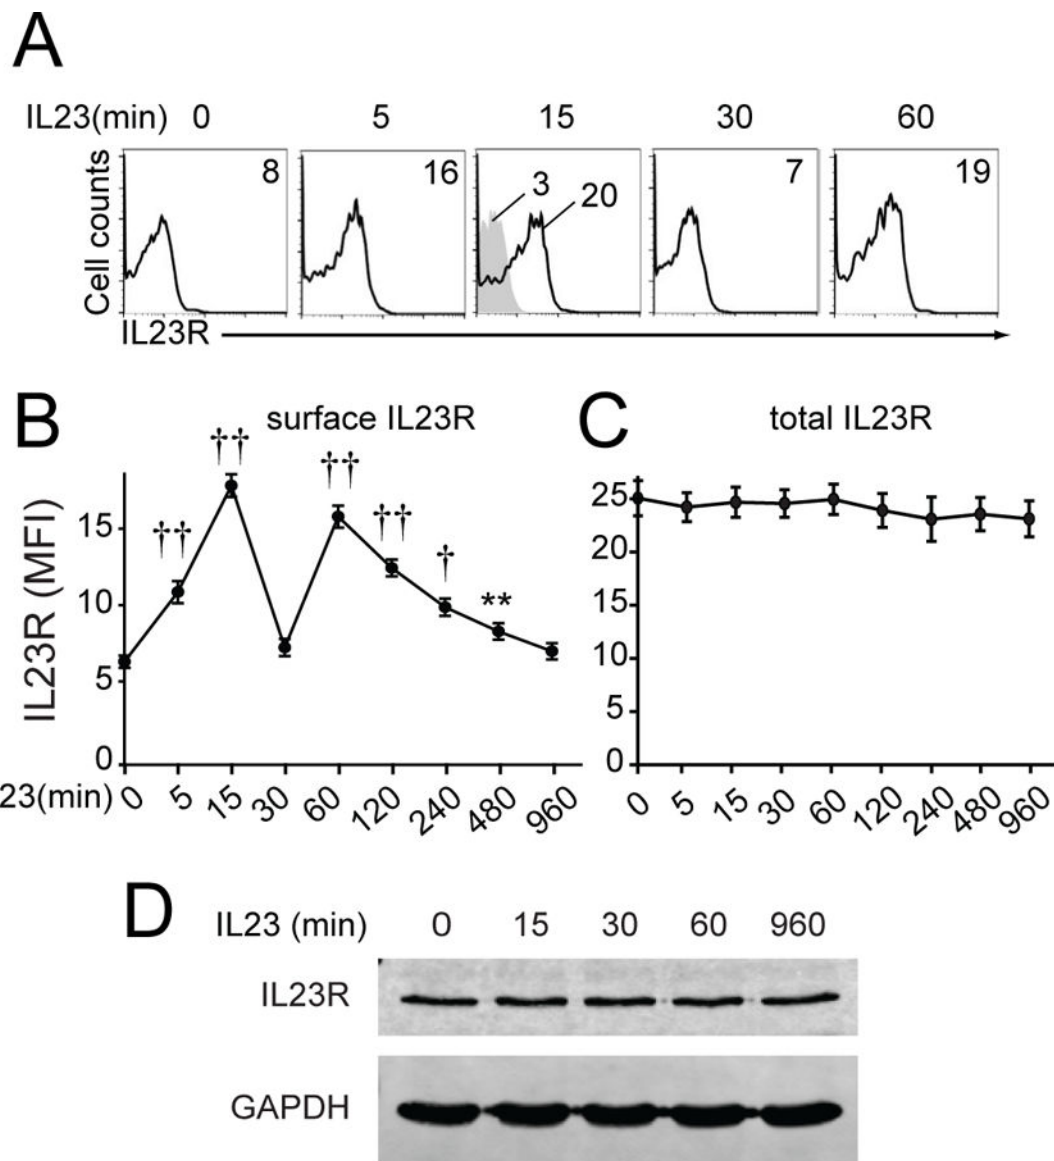 A
IL23(min) 0 5 15 30 60
Cell counts
8 16 3 20 7 19
IL23R
B surface IL23R
†† †† †† †† † **
IL23R (MFI)
15
10
5
0
23(min) 0 5 15 30 60 120 240 480 960
C total IL23R
25
20
15
10
5
0
0 5 15 30 60 120 240 480 960
D IL23 (min) 0 15 30 60 960
IL23R
GAPDH